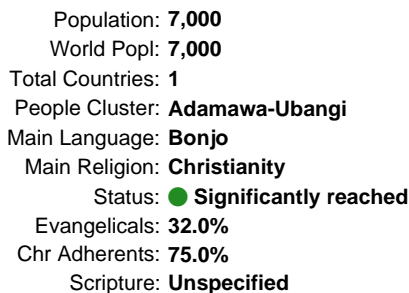 Population: 7,000
World Popl: 7,000
Total Countries: 1
People Cluster: Adamawa-Ubangi
Main Language: Bonjo
Main Religion: Christianity
Status: Significantly reached
Evangelicals: 32.0%
Chr Adherents: 75.0%
Scripture: Unspecified